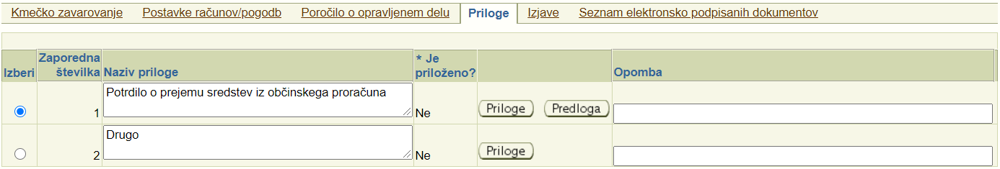 Kmečko zavarovanje Postavke računov/pogodb Poročilo o opravljenem delu Priloge Izjave Seznam elektronsko podpisanih dokumentov
Izberi Zaporedna številka Naziv priloge * Je priloženo? Opomba
1 Potrdilo o prejemu sredstev iz občinskega proračuna Ne Priloge Predloga
2 Drugo Ne Priloge